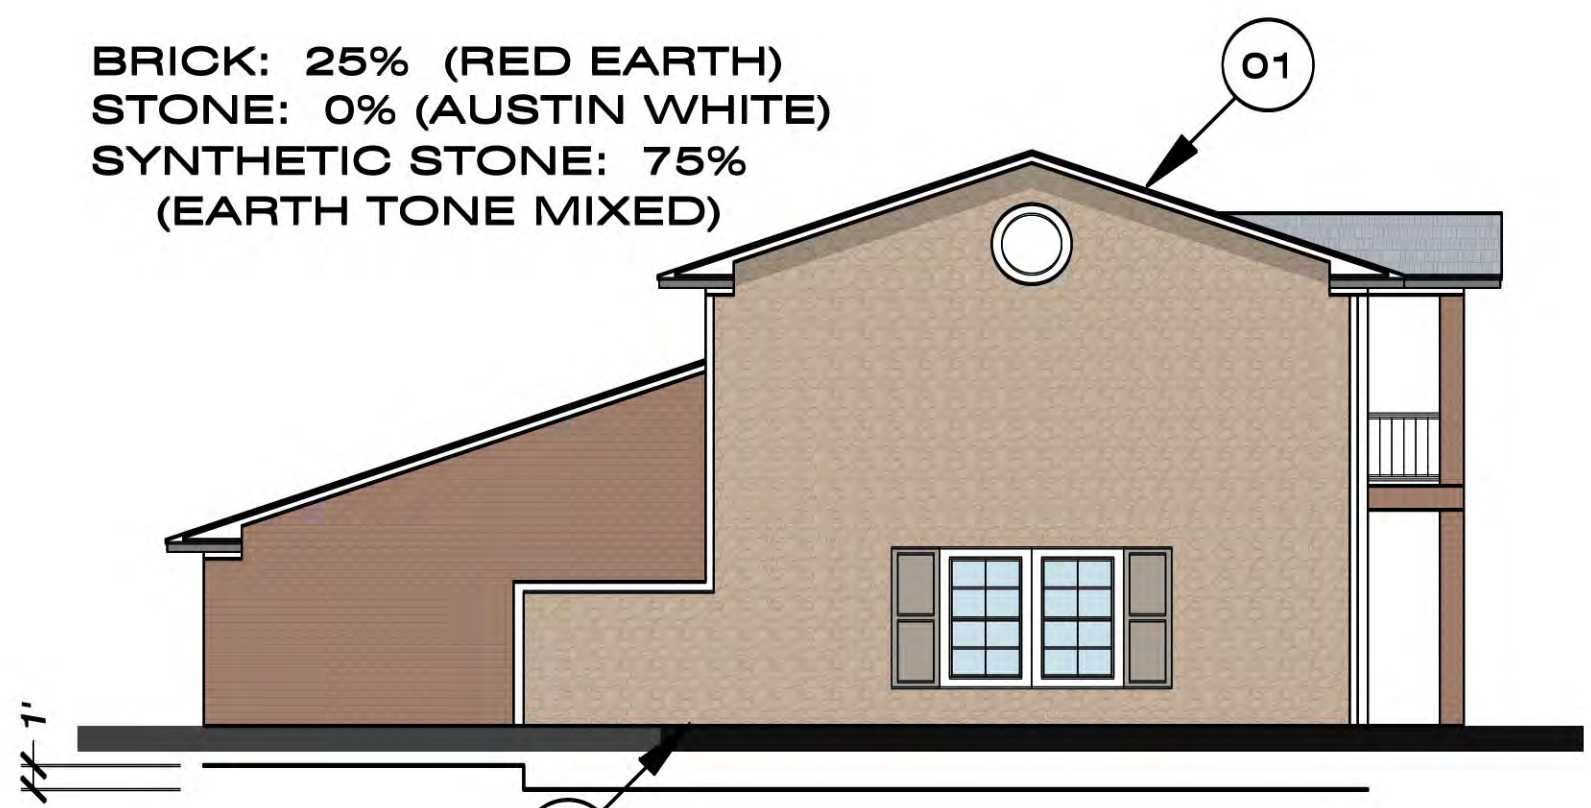 BRICK: 25% (RED EARTH)
STONE: 0% (AUSTIN WHITE)
SYNTHETIC STONE: 75%
(EARTH TONE MIXED)
01
1'